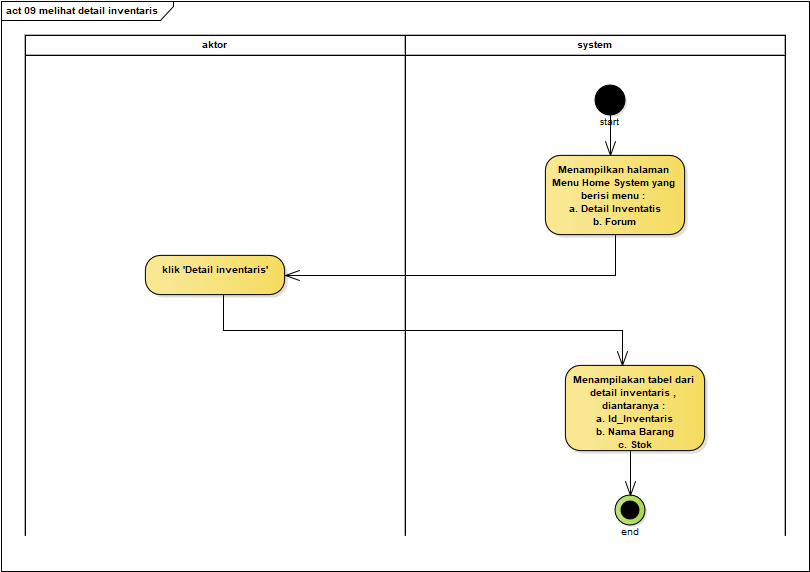 act 09 melihat detail inventaris
aktor
system
start
Menampilkan halaman
Menu Home System yang
berisi menu :
a. Detail Inventatis
b. Forum
klik 'Detail inventaris'
Menampilakan tabel dari
detail inventaris ,
diantaranya :
a. Id_Inventaris
b. Nama Barang
c. Stok
end